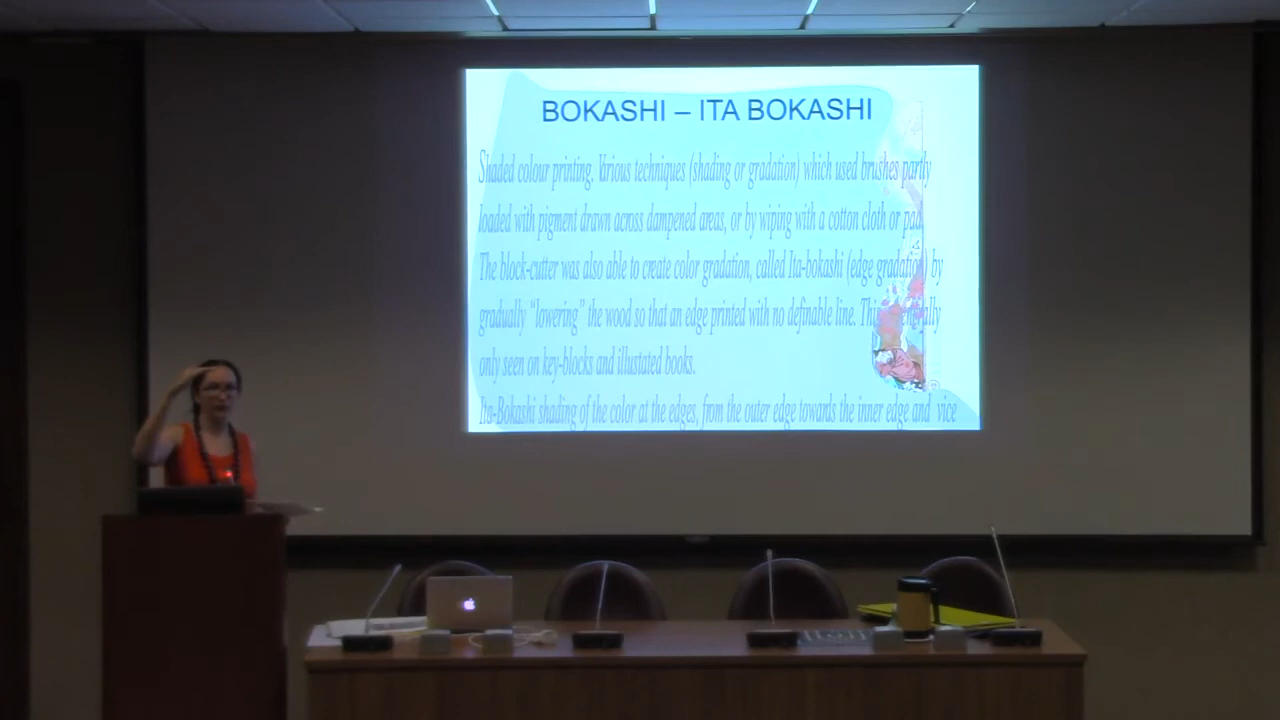 BOKASHI – ITA BOKASHI
Shaded colour printing. Various techniques (shading or gradation) which used brushes partly
loaded with pigment drawn across dampened areas, or by wiping with a cotton cloth or pad.
The block-cutter was also able to create color gradation, called Ita-bokashi (edge gradation) by
gradually "lowering" the wood so that an edge printed with no definable line. This generally
only seen on key-blocks and illustated books.
Ita-Bokashi shading of the color at the edges, from the outer edge towards the inner edge and vice